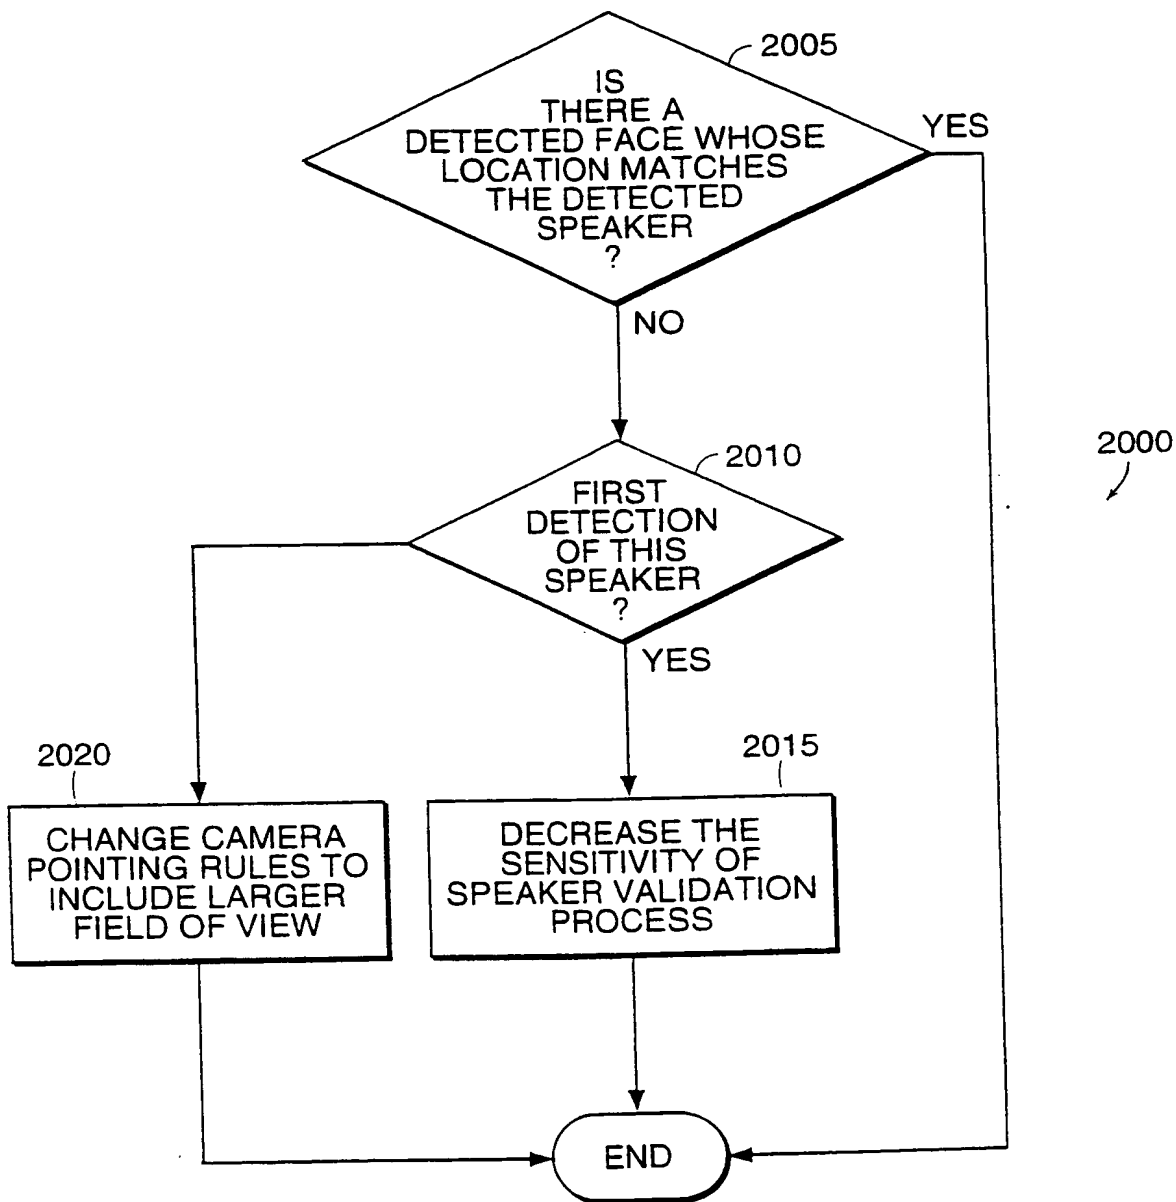 2005
IS
THERE A
DETECTED FACE WHOSE
LOCATION MATCHES
THE DETECTED
SPEAKER
?
YES
NO
2000
2010
FIRST
DETECTION
OF THIS
SPEAKER
?
YES
2020
CHANGE CAMERA
POINTING RULES TO
INCLUDE LARGER
FIELD OF VIEW
2015
DECREASE THE
SENSITIVITY OF
SPEAKER VALIDATION
PROCESS
END